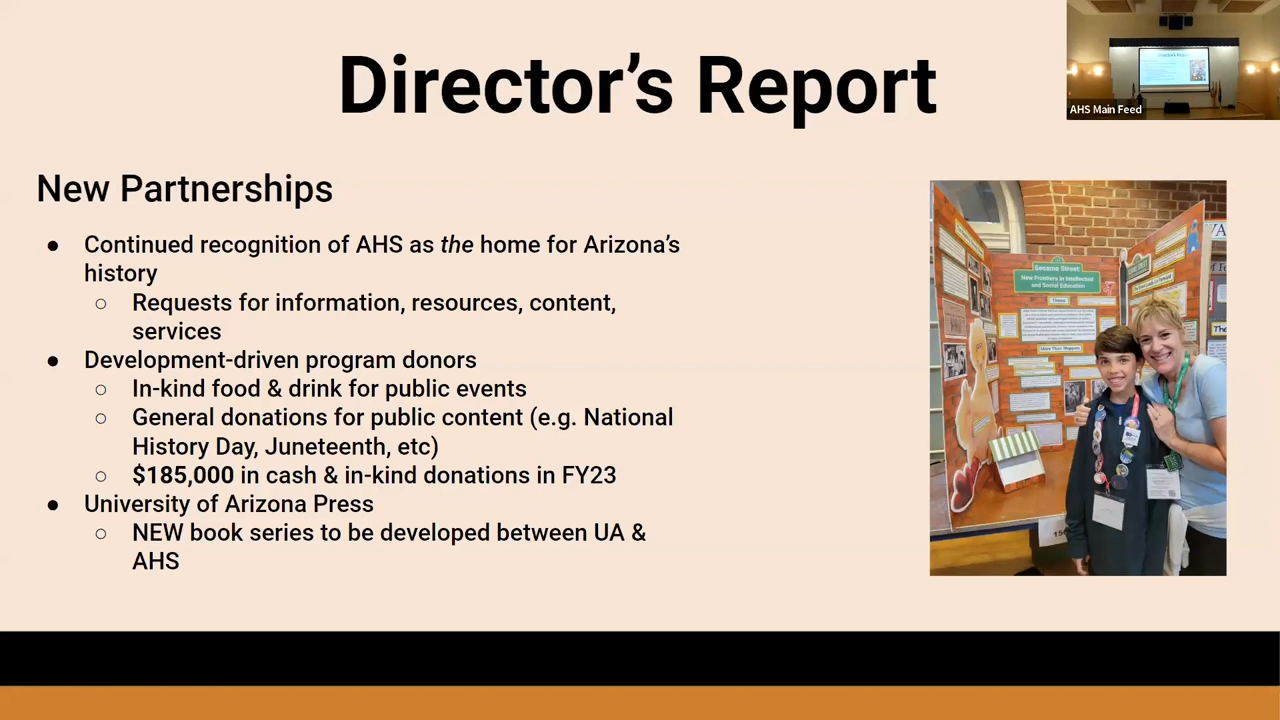 Director's Report
AHS Main Feed
New Partnerships
● Continued recognition of AHS as the home for Arizona's
history
○ Requests for information, resources, content,
services
● Development-driven program donors
○ In-kind food & drink for public events
○ General donations for public content (e.g. National
History Day, Juneteenth, etc)
○ $185,000 in cash & in-kind donations in FY23
● University of Arizona Press
○ NEW book series to be developed between UA &
AHS
Sesame Street:
New Frontiers in Intellectual
and Social Education
Thesis